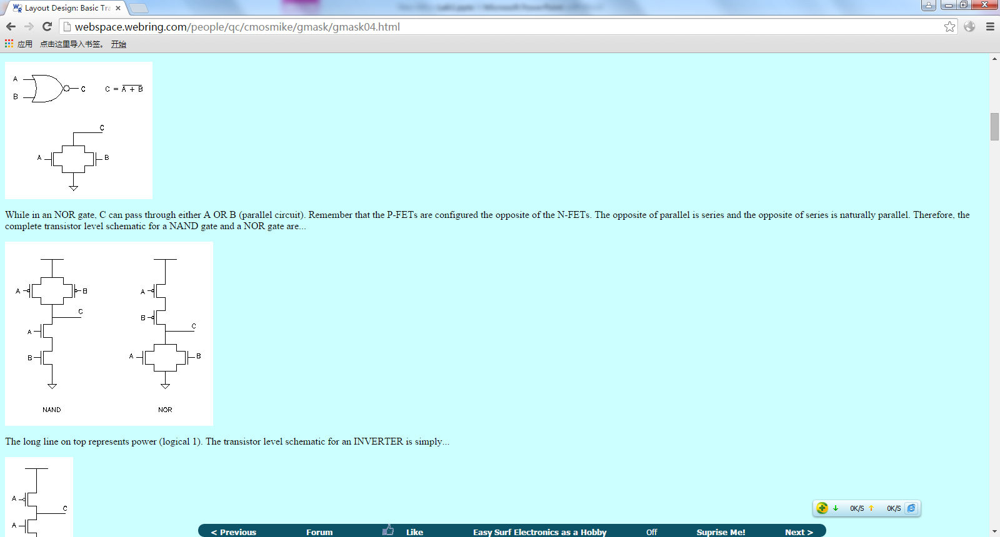 Layout Design: Basic Tra
webspace.webring.com/people/qc/cmosmike/gmask/gmask04.html
应用 点击这里导入书签。 开始
A
B
C
C = A + B
C
A
B
While in an NOR gate, C can pass through either A OR B (parallel circuit). Remember that the P-FETs are configured the opposite of the N-FETs. The opposite of parallel is series and the opposite of series is naturally parallel. Therefore, the
complete transistor level schematic for a NAND gate and a NOR gate are...
A B
C
A
B
NAND
A
B
C
A B
NOR
The long line on top represents power (logical 1). The transistor level schematic for an INVERTER is simply...
A
C
A
0K/S 0K/S
< Previous Forum Like Easy Surf Electronics as a Hobby Off Suprise Me! Next >